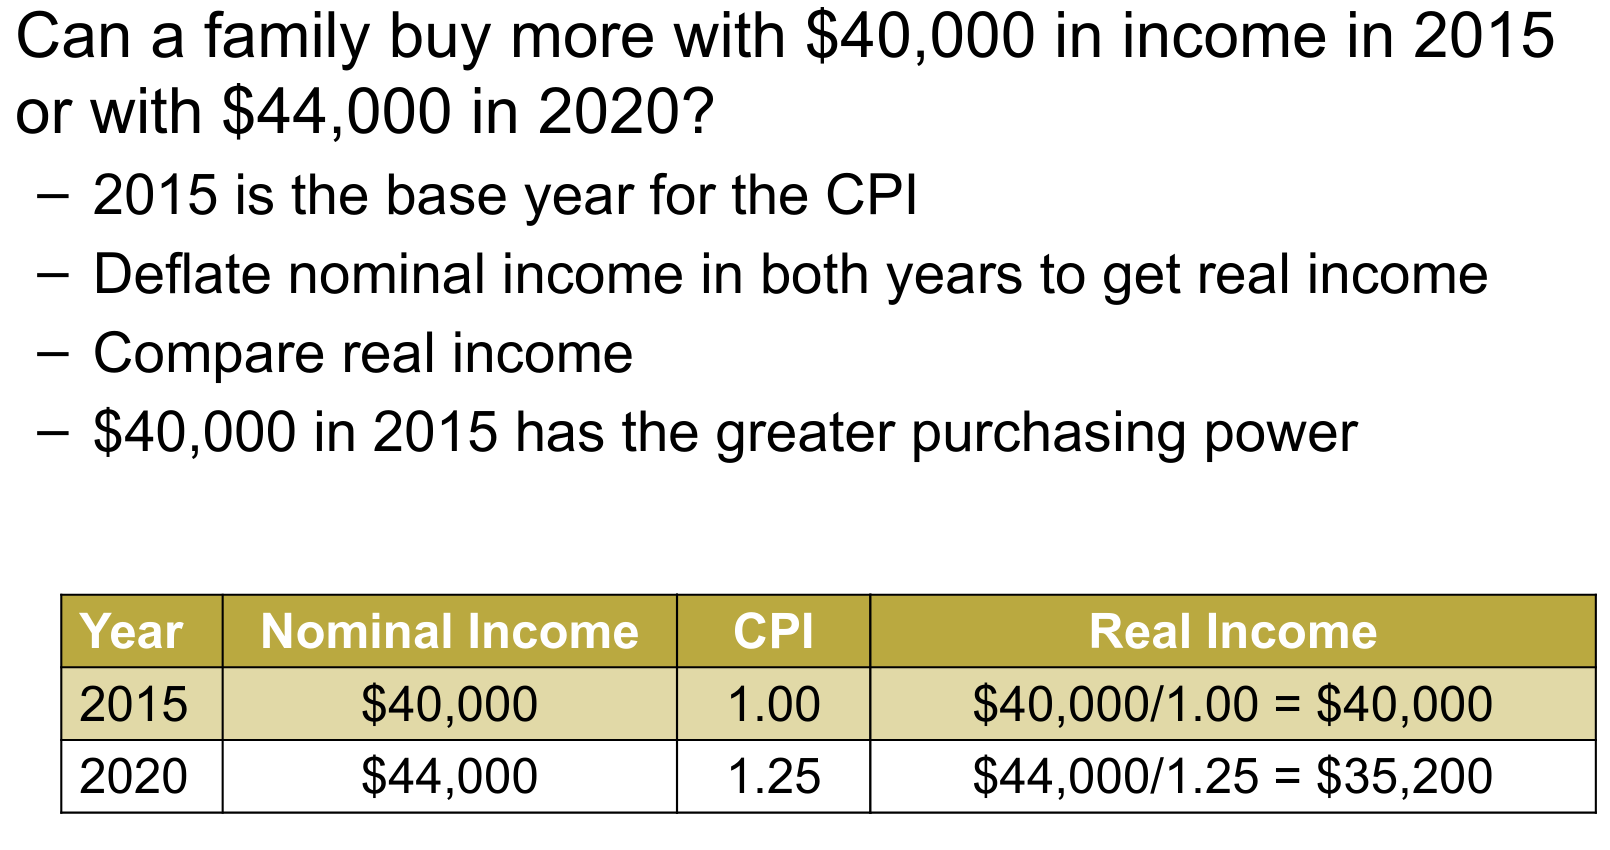 Can a family buy more with $40,000 in income in 2015
or with $44,000 in 2020?
– 2015 is the base year for the CPI
– Deflate nominal income in both years to get real income
– Compare real income
– $40,000 in 2015 has the greater purchasing power
Year Nominal Income CPI Real Income
2015 $40,000 1.00 $40,000/1.00 = $40,000
2020 $44,000 1.25 $44,000/1.25 = $35,200